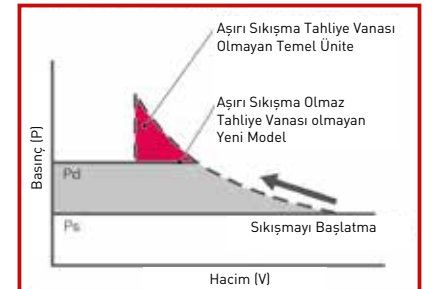 Aşırı Sıkışma Tahliye Vanası
Olmayan Temel Ünite
Aşırı Sıkışma Olmaz
Tahliye Vanası olmayan
Yeni Model
Basınç (P)
Pd
Ps
Sıkışmayı Başlatma
Hacim (V)